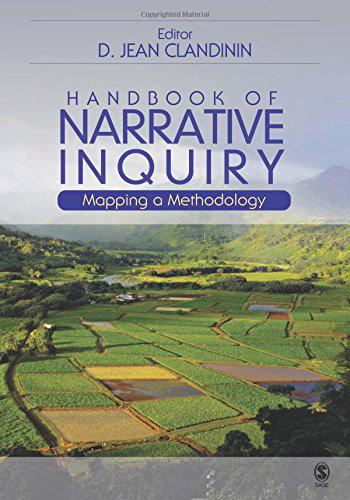 Copyrighted Material
Editor
D. JEAN CLANDININ
HANDBOOK OF
NARRATIVE
INQUIRY
Mapping a Methodology
SAGE